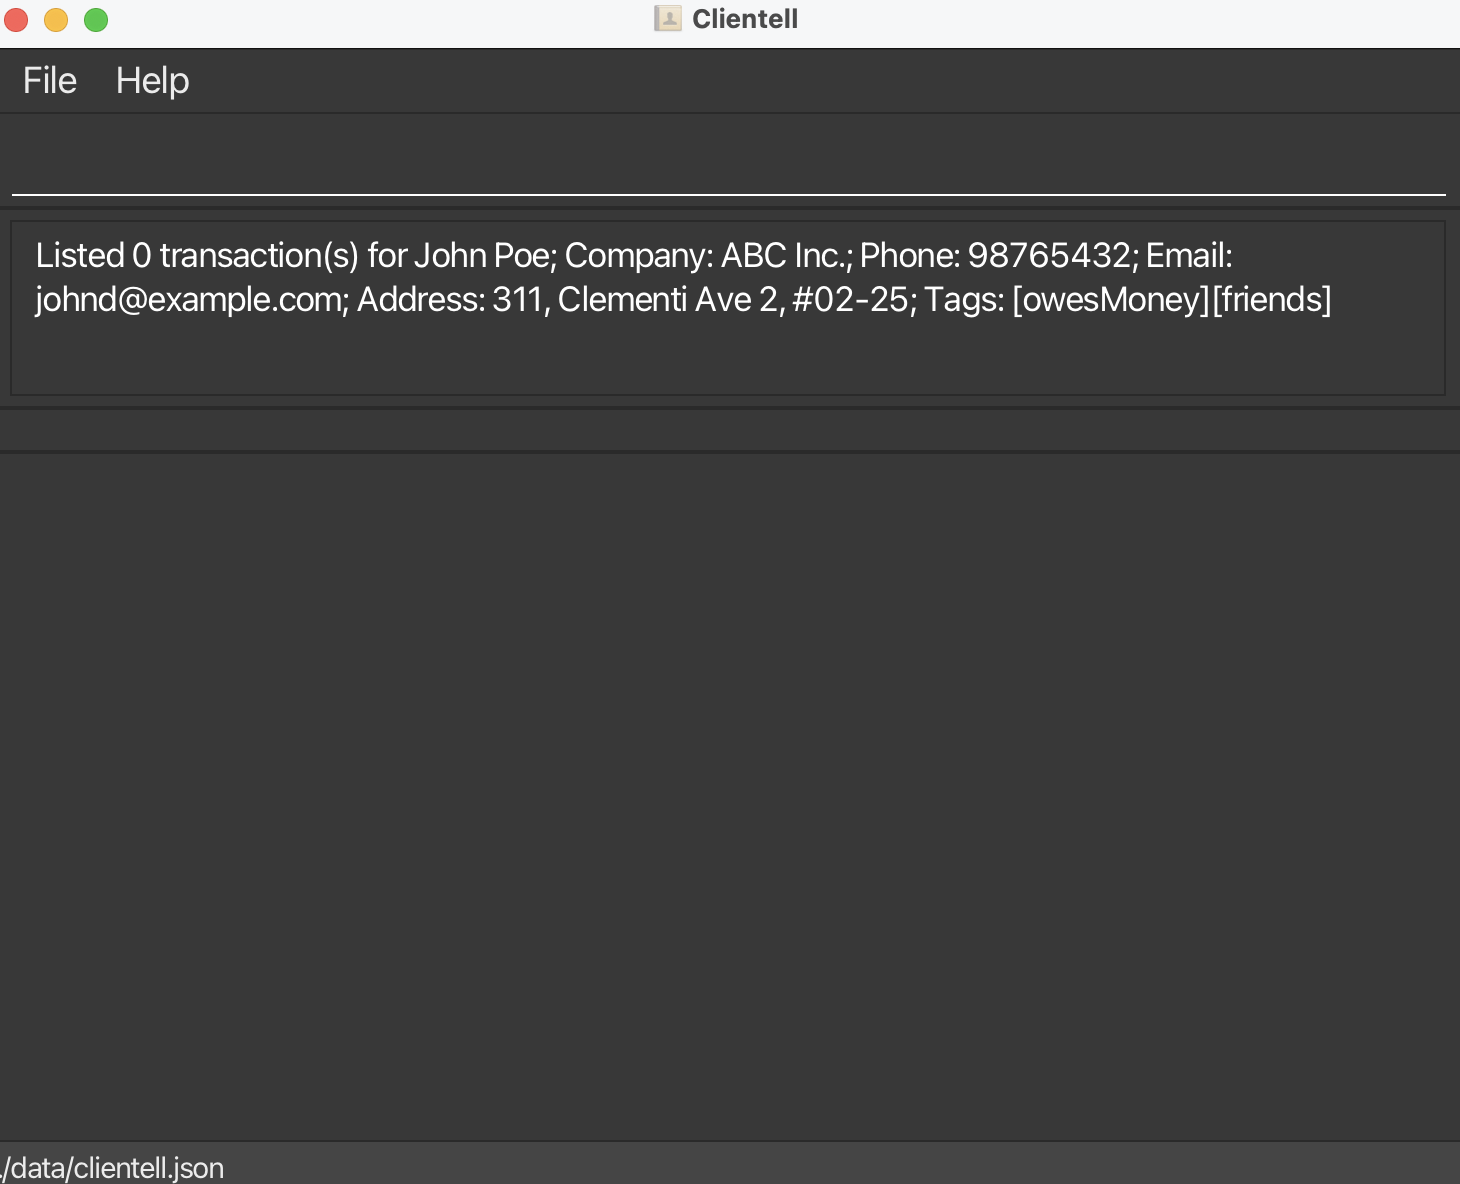 Clientell
File Help
Listed 0 transaction(s) for John Poe; Company: ABC Inc.; Phone: 98765432; Email:
johnd@example.com; Address: 311, Clementi Ave 2, #02-25; Tags: [owesMoney][friends]
./data/clientell.json